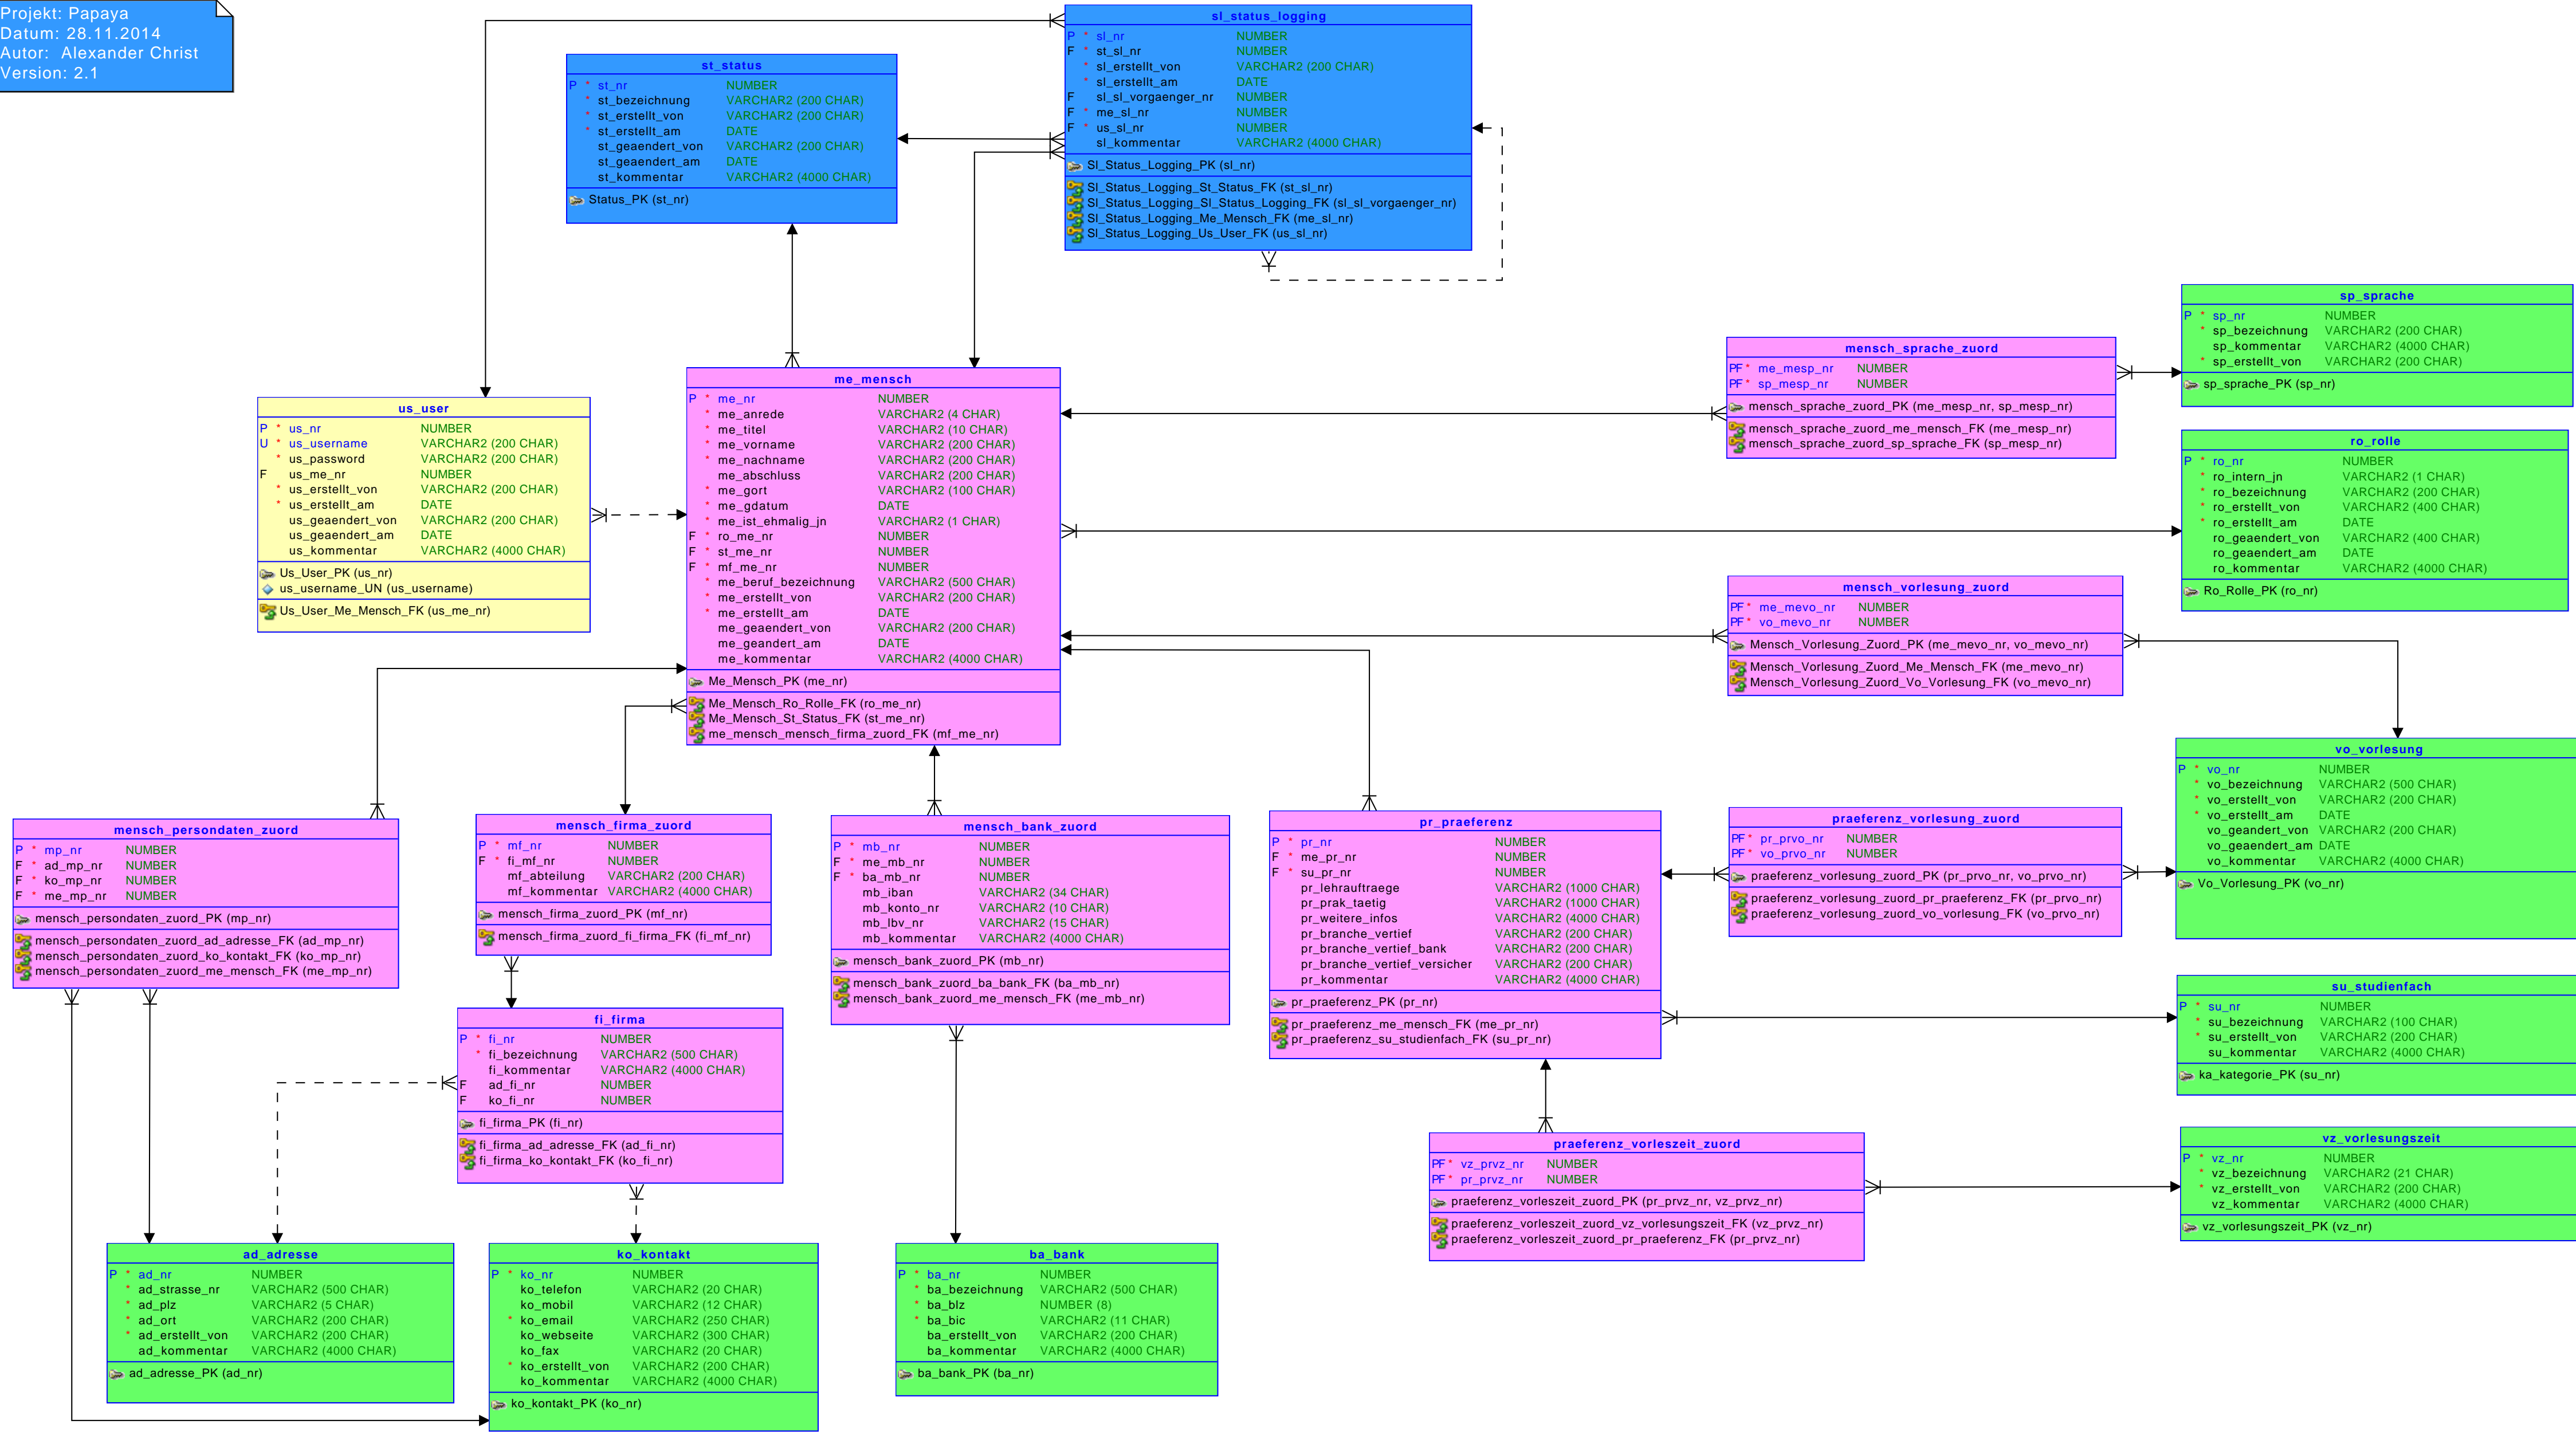 Projekt: Papaya
Datum: 28.11.2014
Autor: Alexander Christ
Version: 2.1
sl_status_logging
P * sl_nr NUMBER
F * st_sl_nr NUMBER
* sl_erstellt_von VARCHAR2 (200 CHAR)
* sl_erstellt_am DATE
F sl_sl_vorgaenger_nr NUMBER
F * me_sl_nr NUMBER
F * us_sl_nr NUMBER
sl_kommentar VARCHAR2 (4000 CHAR)
Sl_Status_Logging_PK (sl_nr)
Sl_Status_Logging_St_Status_FK (st_sl_nr)
Sl_Status_Logging_Sl_Status_Logging_FK (sl_sl_vorgaenger_nr)
Sl_Status_Logging_Me_Mensch_FK (me_sl_nr)
Sl_Status_Logging_Us_User_FK (us_sl_nr)
st_status
P * st_nr NUMBER
* st_bezeichnung VARCHAR2 (200 CHAR)
* st_erstellt_von VARCHAR2 (200 CHAR)
* st_erstellt_am DATE
st_geaendert_von VARCHAR2 (200 CHAR)
st_geaendert_am DATE
st_kommentar VARCHAR2 (4000 CHAR)
Status_PK (st_nr)
sp_sprache
P * sp_nr NUMBER
* sp_bezeichnung VARCHAR2 (200 CHAR)
sp_kommentar VARCHAR2 (4000 CHAR)
* sp_erstellt_von VARCHAR2 (200 CHAR)
sp_sprache_PK (sp_nr)
mensch_sprache_zuord
PF * me_mesp_nr NUMBER
PF * sp_mesp_nr NUMBER
mensch_sprache_zuord_PK (me_mesp_nr, sp_mesp_nr)
mensch_sprache_zuord_me_mensch_FK (me_mesp_nr)
mensch_sprache_zuord_sp_sprache_FK (sp_mesp_nr)
me_mensch
P * me_nr NUMBER
* me_anrede VARCHAR2 (4 CHAR)
* me_titel VARCHAR2 (10 CHAR)
* me_vorname VARCHAR2 (200 CHAR)
* me_nachname VARCHAR2 (200 CHAR)
me_abschluss VARCHAR2 (200 CHAR)
* me_gort VARCHAR2 (100 CHAR)
* me_gdatum DATE
* me_ist_ehmalig_jn VARCHAR2 (1 CHAR)
F * ro_me_nr NUMBER
F * st_me_nr NUMBER
F * mf_me_nr NUMBER
* me_beruf_bezeichnung VARCHAR2 (500 CHAR)
* me_erstellt_von VARCHAR2 (200 CHAR)
* me_erstellt_am DATE
me_geaendert_von VARCHAR2 (200 CHAR)
me_geandert_am DATE
me_kommentar VARCHAR2 (4000 CHAR)
Me_Mensch_PK (me_nr)
Me_Mensch_Ro_Rolle_FK (ro_me_nr)
Me_Mensch_St_Status_FK (st_me_nr)
me_mensch_mensch_firma_zuord_FK (mf_me_nr)
us_user
P * us_nr NUMBER
U * us_username VARCHAR2 (200 CHAR)
* us_password VARCHAR2 (200 CHAR)
F us_me_nr NUMBER
* us_erstellt_von VARCHAR2 (200 CHAR)
* us_erstellt_am DATE
us_geaendert_von VARCHAR2 (200 CHAR)
us_geaendert_am DATE
us_kommentar VARCHAR2 (4000 CHAR)
Us_User_PK (us_nr)
us_username_UN (us_username)
Us_User_Me_Mensch_FK (us_me_nr)
ro_rolle
P * ro_nr NUMBER
* ro_intern_jn VARCHAR2 (1 CHAR)
* ro_bezeichnung VARCHAR2 (200 CHAR)
* ro_erstellt_von VARCHAR2 (400 CHAR)
* ro_erstellt_am DATE
ro_geaendert_von VARCHAR2 (400 CHAR)
ro_geaendert_am DATE
ro_kommentar VARCHAR2 (4000 CHAR)
Ro_Rolle_PK (ro_nr)
mensch_vorlesung_zuord
PF * me_mevo_nr NUMBER
PF * vo_mevo_nr NUMBER
Mensch_Vorlesung_Zuord_PK (me_mevo_nr, vo_mevo_nr)
Mensch_Vorlesung_Zuord_Me_Mensch_FK (me_mevo_nr)
Mensch_Vorlesung_Zuord_Vo_Vorlesung_FK (vo_mevo_nr)
vo_vorlesung
P * vo_nr NUMBER
* vo_bezeichnung VARCHAR2 (500 CHAR)
* vo_erstellt_von VARCHAR2 (200 CHAR)
* vo_erstellt_am DATE
vo_geandert_von VARCHAR2 (200 CHAR)
vo_geaendert_am DATE
vo_kommentar VARCHAR2 (4000 CHAR)
Vo_Vorlesung_PK (vo_nr)
mensch_persondaten_zuord
P * mp_nr NUMBER
F * ad_mp_nr NUMBER
F * ko_mp_nr NUMBER
F * me_mp_nr NUMBER
mensch_persondaten_zuord_PK (mp_nr)
mensch_persondaten_zuord_ad_adresse_FK (ad_mp_nr)
mensch_persondaten_zuord_ko_kontakt_FK (ko_mp_nr)
mensch_persondaten_zuord_me_mensch_FK (me_mp_nr)
mensch_firma_zuord
P * mf_nr NUMBER
F * fi_mf_nr NUMBER
mf_abteilung VARCHAR2 (200 CHAR)
mf_kommentar VARCHAR2 (4000 CHAR)
mensch_firma_zuord_PK (mf_nr)
mensch_firma_zuord_fi_firma_FK (fi_mf_nr)
mensch_bank_zuord
P * mb_nr NUMBER
F * me_mb_nr NUMBER
F * ba_mb_nr NUMBER
mb_iban VARCHAR2 (34 CHAR)
mb_konto_nr VARCHAR2 (10 CHAR)
mb_lbv_nr VARCHAR2 (15 CHAR)
mb_kommentar VARCHAR2 (4000 CHAR)
mensch_bank_zuord_PK (mb_nr)
mensch_bank_zuord_ba_bank_FK (ba_mb_nr)
mensch_bank_zuord_me_mensch_FK (me_mb_nr)
pr_praeferenz
P * pr_nr NUMBER
F * me_pr_nr NUMBER
F * su_pr_nr NUMBER
pr_lehrauftraege VARCHAR2 (1000 CHAR)
pr_prak_taetig VARCHAR2 (1000 CHAR)
pr_weitere_infos VARCHAR2 (4000 CHAR)
pr_branche_vertief VARCHAR2 (200 CHAR)
pr_branche_vertief_bank VARCHAR2 (200 CHAR)
pr_branche_vertief_versicher VARCHAR2 (200 CHAR)
pr_kommentar VARCHAR2 (4000 CHAR)
pr_praeferenz_PK (pr_nr)
pr_praeferenz_me_mensch_FK (me_pr_nr)
pr_praeferenz_su_studienfach_FK (su_pr_nr)
praeferenz_vorlesung_zuord
PF * pr_prvo_nr NUMBER
PF * vo_prvo_nr NUMBER
praeferenz_vorlesung_zuord_PK (pr_prvo_nr, vo_prvo_nr)
praeferenz_vorlesung_zuord_pr_praeferenz_FK (pr_prvo_nr)
praeferenz_vorlesung_zuord_vo_vorlesung_FK (vo_prvo_nr)
su_studienfach
P * su_nr NUMBER
* su_bezeichnung VARCHAR2 (100 CHAR)
* su_erstellt_von VARCHAR2 (200 CHAR)
su_kommentar VARCHAR2 (4000 CHAR)
ka_kategorie_PK (su_nr)
fi_firma
P * fi_nr NUMBER
* fi_bezeichnung VARCHAR2 (500 CHAR)
fi_kommentar VARCHAR2 (4000 CHAR)
F ad_fi_nr NUMBER
F ko_fi_nr NUMBER
fi_firma_PK (fi_nr)
fi_firma_ad_adresse_FK (ad_fi_nr)
fi_firma_ko_kontakt_FK (ko_fi_nr)
praeferenz_vorleszeit_zuord
PF * vz_prvz_nr NUMBER
PF * pr_prvz_nr NUMBER
praeferenz_vorleszeit_zuord_PK (pr_prvz_nr, vz_prvz_nr)
praeferenz_vorleszeit_zuord_vz_vorlesungszeit_FK (vz_prvz_nr)
praeferenz_vorleszeit_zuord_pr_praeferenz_FK (pr_prvz_nr)
vz_vorlesungszeit
P * vz_nr NUMBER
* vz_bezeichnung VARCHAR2 (21 CHAR)
* vz_erstellt_von VARCHAR2 (200 CHAR)
vz_kommentar VARCHAR2 (4000 CHAR)
vz_vorlesungszeit_PK (vz_nr)
ad_adresse
P * ad_nr NUMBER
* ad_strasse_nr VARCHAR2 (500 CHAR)
* ad_plz VARCHAR2 (5 CHAR)
* ad_ort VARCHAR2 (200 CHAR)
* ad_erstellt_von VARCHAR2 (200 CHAR)
ad_kommentar VARCHAR2 (4000 CHAR)
ad_adresse_PK (ad_nr)
ko_kontakt
P * ko_nr NUMBER
ko_telefon VARCHAR2 (20 CHAR)
ko_mobil VARCHAR2 (12 CHAR)
* ko_email VARCHAR2 (250 CHAR)
ko_webseite VARCHAR2 (300 CHAR)
ko_fax VARCHAR2 (20 CHAR)
* ko_erstellt_von VARCHAR2 (200 CHAR)
ko_kommentar VARCHAR2 (4000 CHAR)
ko_kontakt_PK (ko_nr)
ba_bank
P * ba_nr NUMBER
* ba_bezeichnung VARCHAR2 (500 CHAR)
* ba_blz NUMBER (8)
* ba_bic VARCHAR2 (11 CHAR)
ba_erstellt_von VARCHAR2 (200 CHAR)
ba_kommentar VARCHAR2 (4000 CHAR)
ba_bank_PK (ba_nr)